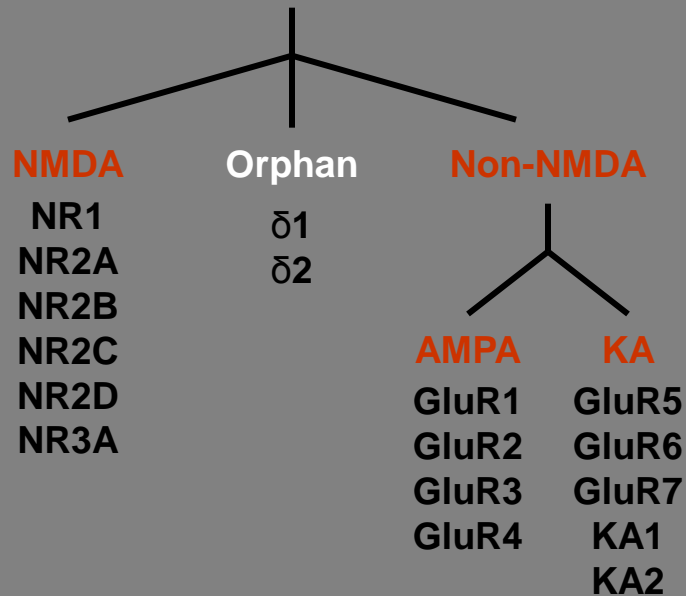 NMDA
NR1
NR2A
NR2B
NR2C
NR2D
NR3A
Orphan
δ1
δ2
Non-NMDA
AMPA
GluR1
GluR2
GluR3
GluR4
KA
GluR5
GluR6
GluR7
KA1
KA2